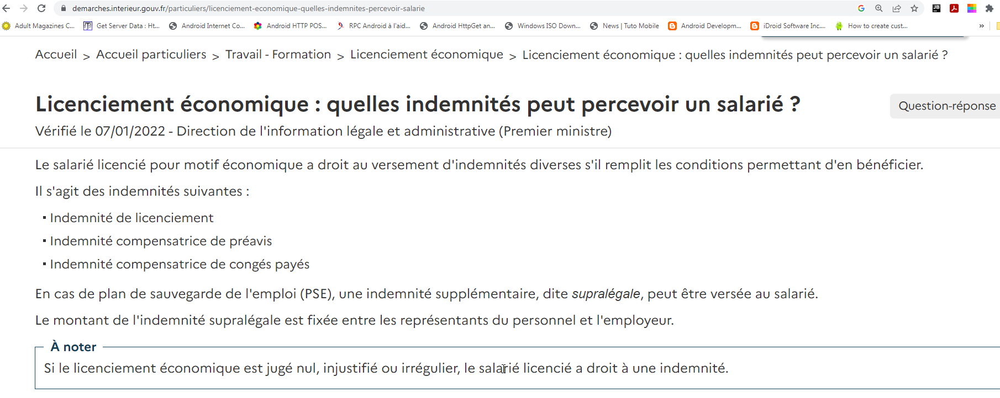 demarches.interieur.gouv.fr/particuliers/licenciement-economique-quelles-indemnites-percevoir-salarie
Adult Magazines C... Get Server Data : Ht... Android Internet Co... Android HTTP POS... RPC Android à l'aid... Android HttpGet an... Windows ISO Down... News | Tuto Mobile Android Developm... iDroid Software Inc.... How to create cust... »
Accueil > Accueil particuliers > Travail - Formation > Licenciement économique > Licenciement économique : quelles indemnités peut percevoir un salarié ?
Licenciement économique : quelles indemnités peut percevoir un salarié ?
Question-réponse
Vérifié le 07/01/2022 - Direction de l'information légale et administrative (Premier ministre)
Le salarié licencié pour motif économique a droit au versement d'indemnités diverses s'il remplit les conditions permettant d'en bénéficier.
Il s'agit des indemnités suivantes :
▪ Indemnité de licenciement
▪ Indemnité compensatrice de préavis
▪ Indemnité compensatrice de congés payés
En cas de plan de sauvegarde de l'emploi (PSE), une indemnité supplémentaire, dite supralégale, peut être versée au salarié.
Le montant de l'indemnité supralégale est fixée entre les représentants du personnel et l'employeur.
À noter
Si le licenciement économique est jugé nul, injustifié ou irrégulier, le salarié licencié a droit à une indemnité.